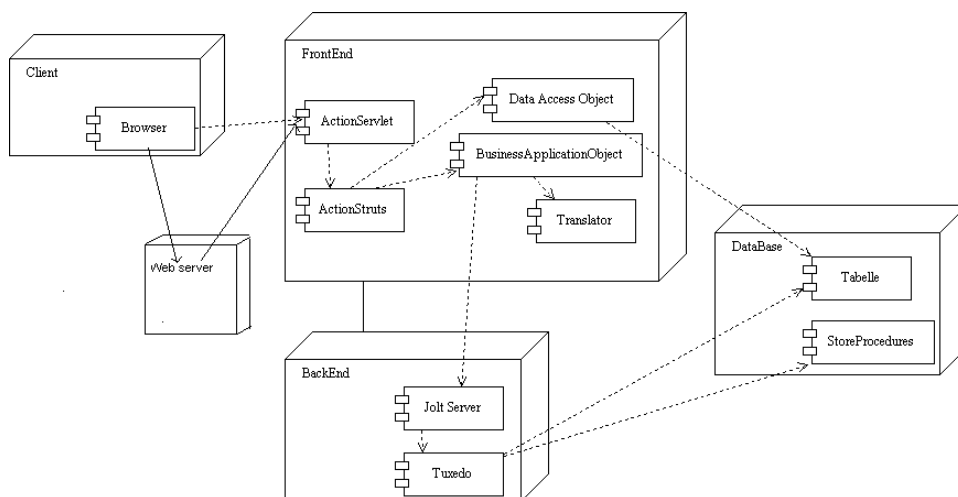 Client
Browser
Web server
FrontEnd
ActionServlet
ActionStruts
Data Access Object
BusinessApplicationObject
Translator
DataBase
Tabelle
StoreProcedures
BackEnd
Jolt Server
Tuxedo